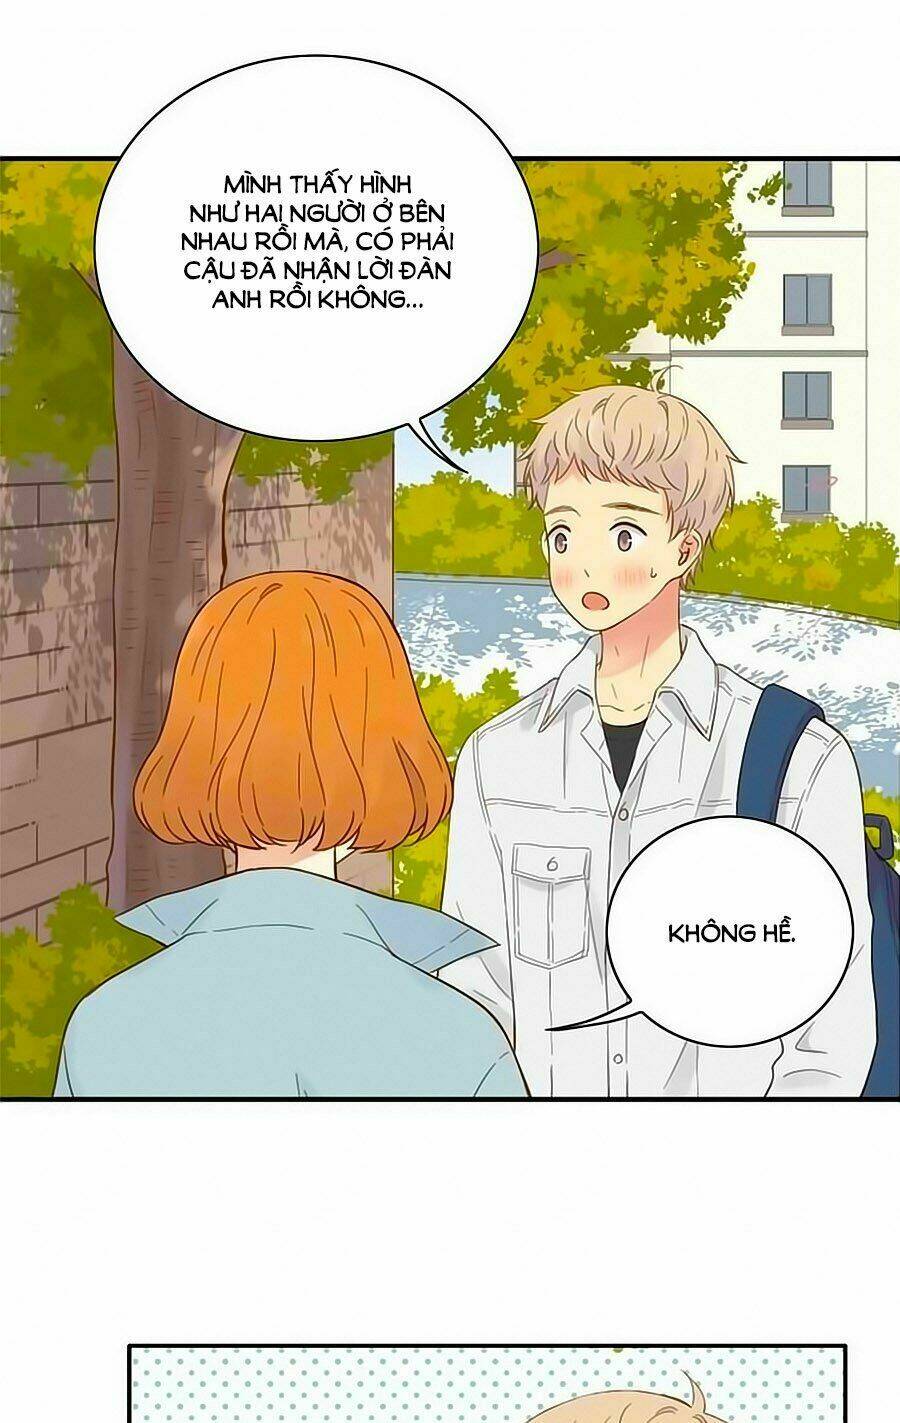 MÌNH THẤY HÌNH
NHƯ HAI NGƯỜI Ở BÊN
NHAU RỒI MÀ, CÓ PHẢI
CẬU ĐÃ NHẬN LỜI ĐÀN
ANH RỒI KHÔNG...
KHÔNG HỀ.